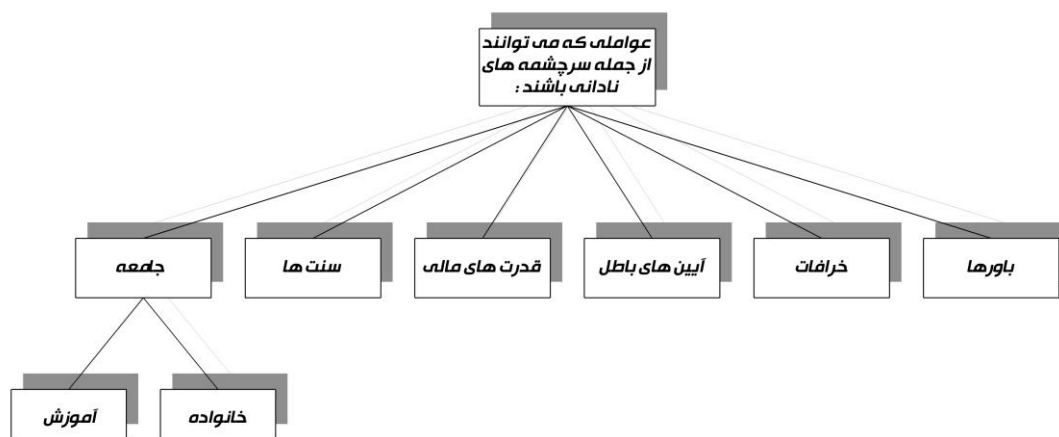 عواملی که می توانند
از جمله سرچشمه های
نادانی باشند :
باورها
خرافات
آیین های باطل
قدرت های مالی
سنت ها
جامعه
خانواده
آموزش